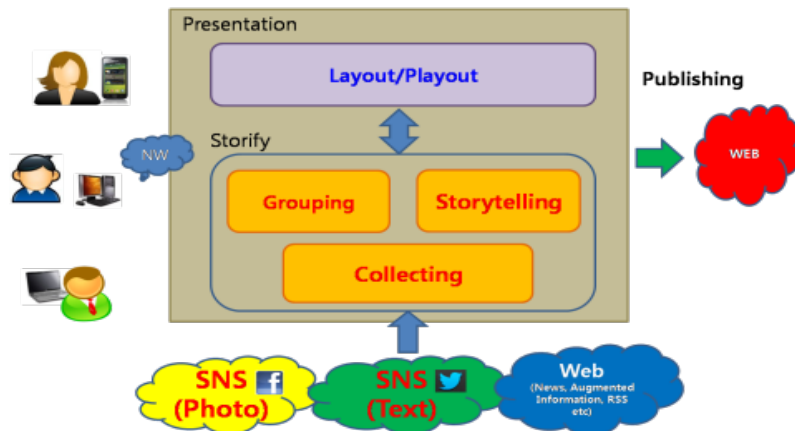 Presentation
Layout/Playout
Publishing
NW
Storify
WEB
Grouping
Storytelling
Collecting
SNS
(Photo)
SNS
(Text)
Web
(News, Augmented
Information, RSS
etc)